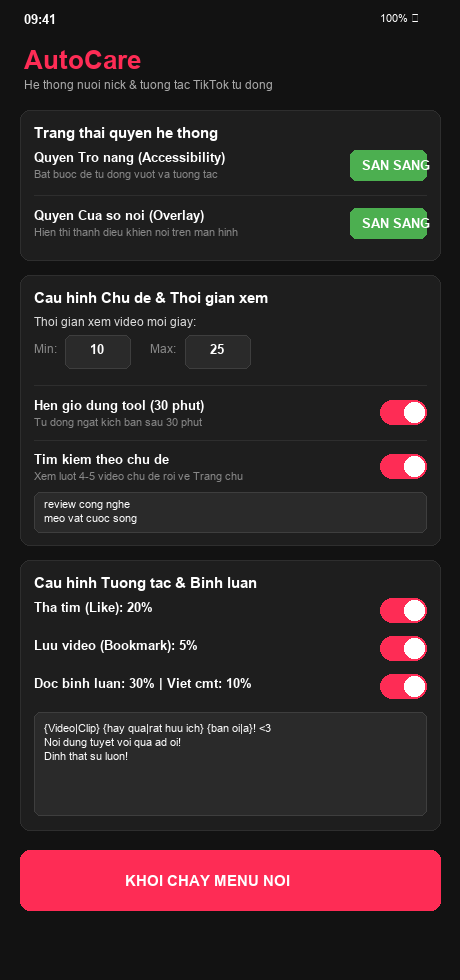 09:41
100%
AutoCare
He thong nuoi nick & tuong tac TikTok tu dong
Trang thai quyen he thong
Quyen Tro nang (Accessibility)
SAN SANG
Bat buoc de tu dong vuot va tuong tac
Quyen Cua so noi (Overlay)
SAN SANG
Hien thi thanh dieu khien noi tren man hinh
Cau hinh Chu de & Thoi gian xem
Thoi gian xem video moi giay:
Min: 10 Max: 25
Hen gio dung tool (30 phut)
Tu dong ngat kich ban sau 30 phut
Tim kiem theo chu de
Xem luot 4-5 video chu de roi ve Trang chu
review cong nghe
meo vat cuoc song
Cau hinh Tuong tac & Binh luan
Tha tim (Like): 20%
Luu video (Bookmark): 5%
Doc binh luan: 30% | Viet cmt: 10%
{Video|Clip} {hay qua|rat huu ich} {ban oi|a}! <3
Noi dung tuyet voi qua ad oi!
Dinh that su luon!
KHOI CHAY MENU NOI